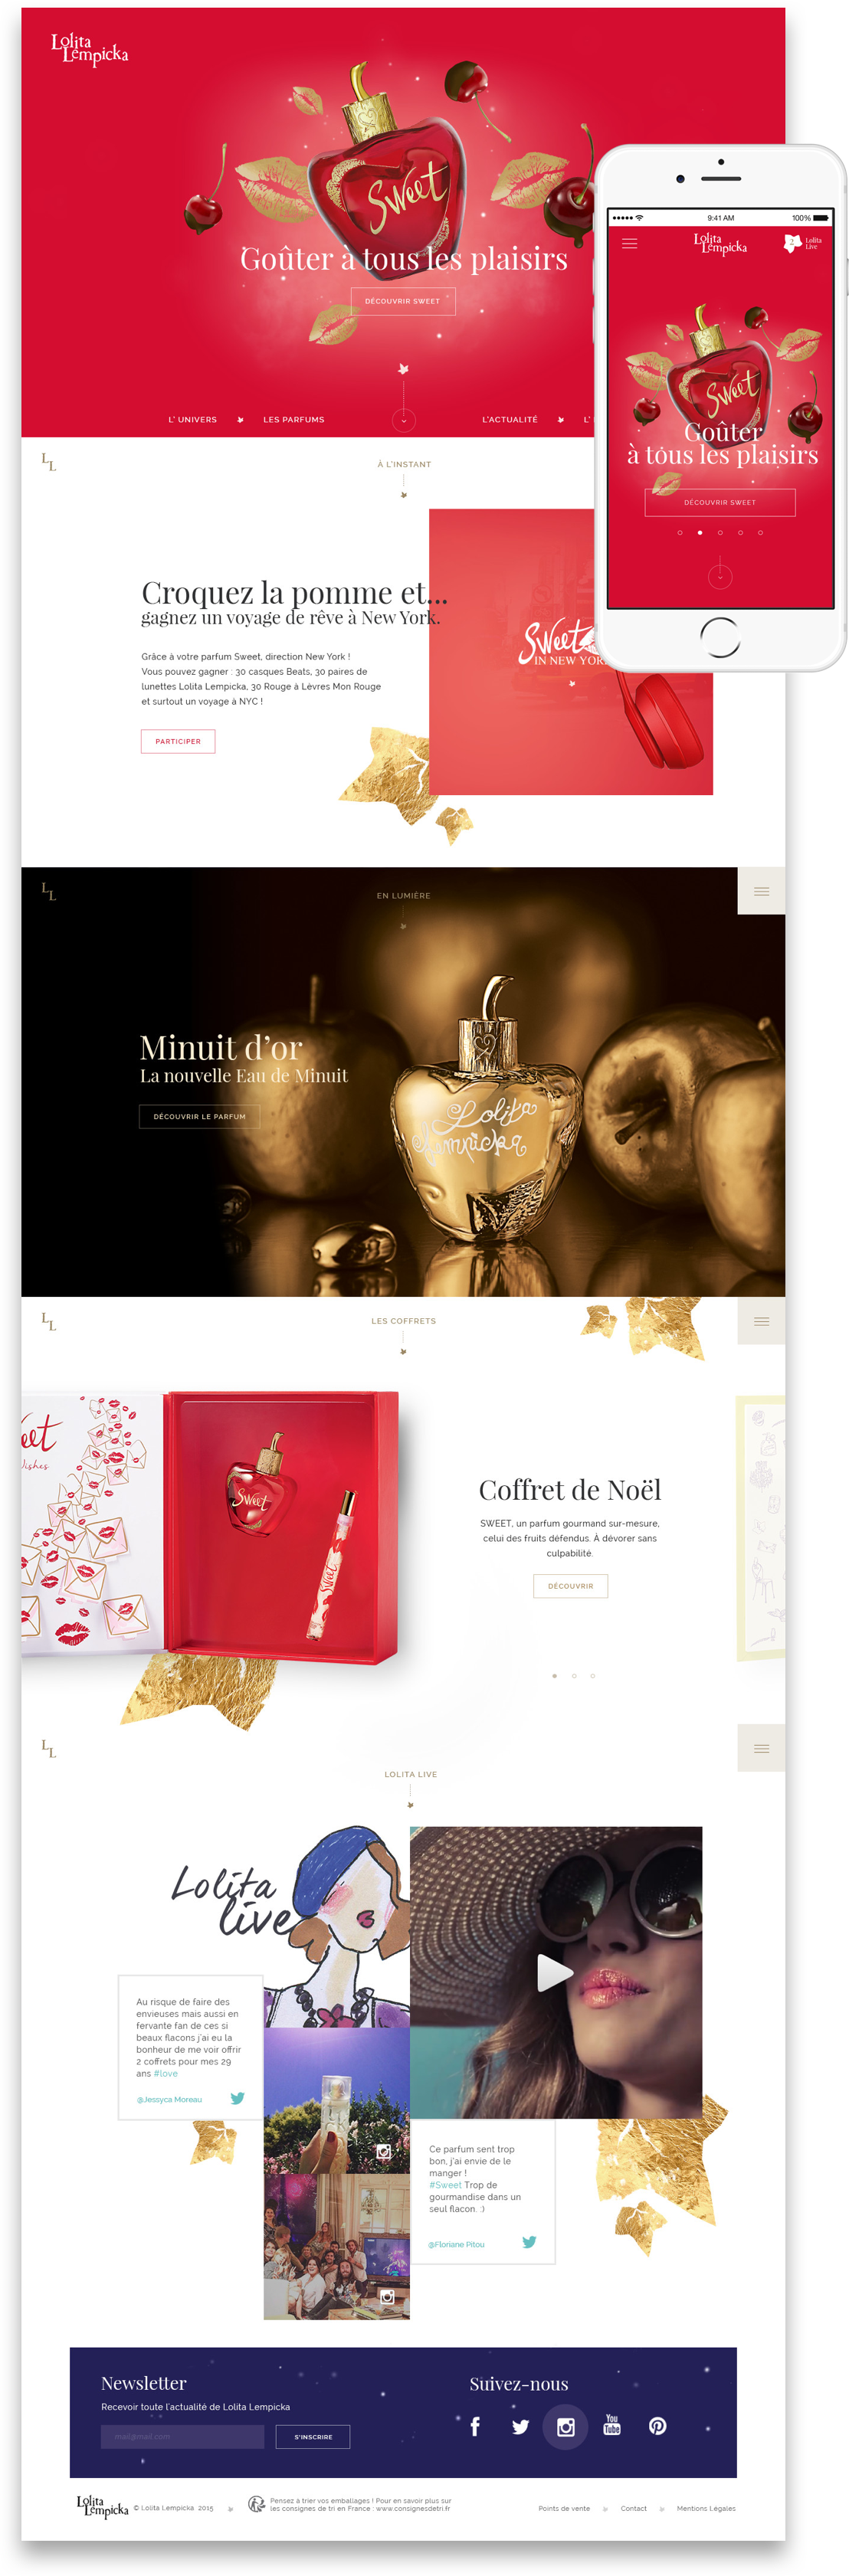 Lolita
Lempicka
Sweet
Goûter à tous les plaisirs
DÉCOUVRIR SWEET
L' UNIVERS
LES PARFUMS
L'ACTUALITÉ
L'
9:41 AM
100%
Lolita
Lempicka
Lolita
Live
Sweet
Goûter
à tous les plaisirs
DÉCOUVRIR SWEET
LL
À L'INSTANT
Croquez la pomme et...
gagnez un voyage de rêve à New York.
Grâce à votre parfum Sweet, direction New York !
Vous pouvez gagner : 30 casques Beats, 30 paires de
lunettes Lolita Lempicka, 30 Rouge à Lèvres Mon Rouge
et surtout un voyage à NYC !
PARTICIPER
Sweet
IN NEW YOR
LL
EN LUMIÈRE
Minuit d'or
La nouvelle Eau de Minuit
DÉCOUVRIR LE PARFUM
Lolita
Lempicka
LL
LES COFFRETS
eet
ishes
Sweet
Sweet
Coffret de Noël
SWEET, un parfum gourmand sur-mesure,
celui des fruits défendus. À dévorer sans
culpabilité.
DÉCOUVRIR
LL
LOLITA LIVE
Lolita
live
Au risque de faire des
envieuses mais aussi en
fervante fan de ces si
beaux flacons j'ai eu la
bonheur de me voir offrir
2 coffrets pour mes 29
ans #love
@Jessyca Moreau
Ce parfum sent trop
bon, j'ai envie de le
manger !
#Sweet Trop de
gourmandise dans un
seul flacon. :)
@Floriane Pitou
Newsletter
Recevoir toute l'actualité de Lolita Lempicka
mail@mail.com
S'INSCRIRE
Suivez-nous
You
Tube
Lolita
Lempicka
© Lolita Lempicka 2015
Pensez à trier vos emballages ! Pour en savoir plus sur
les consignes de tri en France : www.consignesdetri.fr
Points de vente
Contact
Mentions Légales